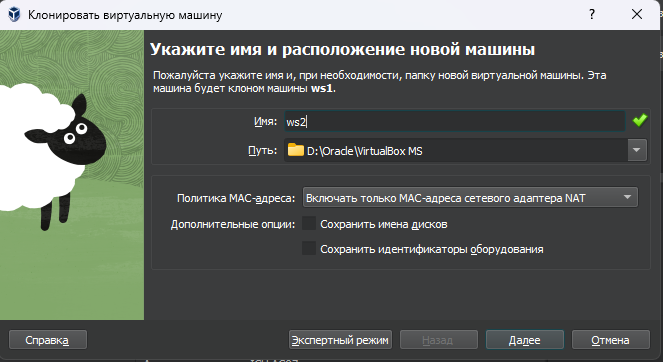 Клонировать виртуальную машину
Укажите имя и расположение новой машины
Пожалуйста укажите имя и, при необходимости, папку новой виртуальной машины. Эта
машина будет клоном машины ws1.
Имя: ws2
Путь: D:\Oracle\VirtualBox MS
Политика MAC-адреса: Включать только MAC-адреса сетевого адаптера NAT
Дополнительные опции: Сохранить имена дисков
Сохранить идентификаторы оборудования
Справка Экспертный режим Назад Далее Отмена